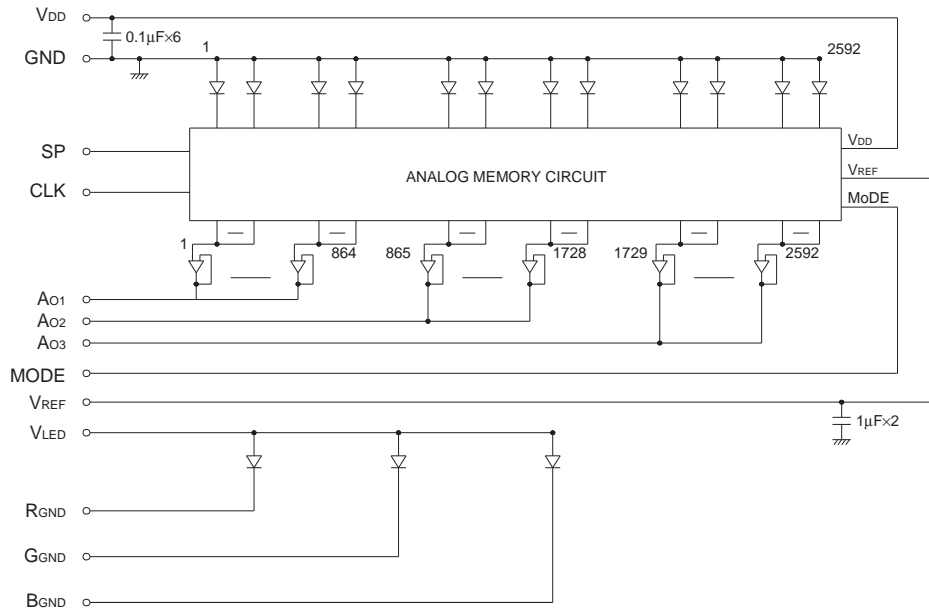 VDD
0.1µF×6
GND
1
2592
SP
CLK
ANALOG MEMORY CIRCUIT
VDD
VREF
MoDE
1
864
865
1728
1729
2592
AO1
AO2
AO3
MODE
VREF
1µF×2
VLED
RGND
GGND
BGND